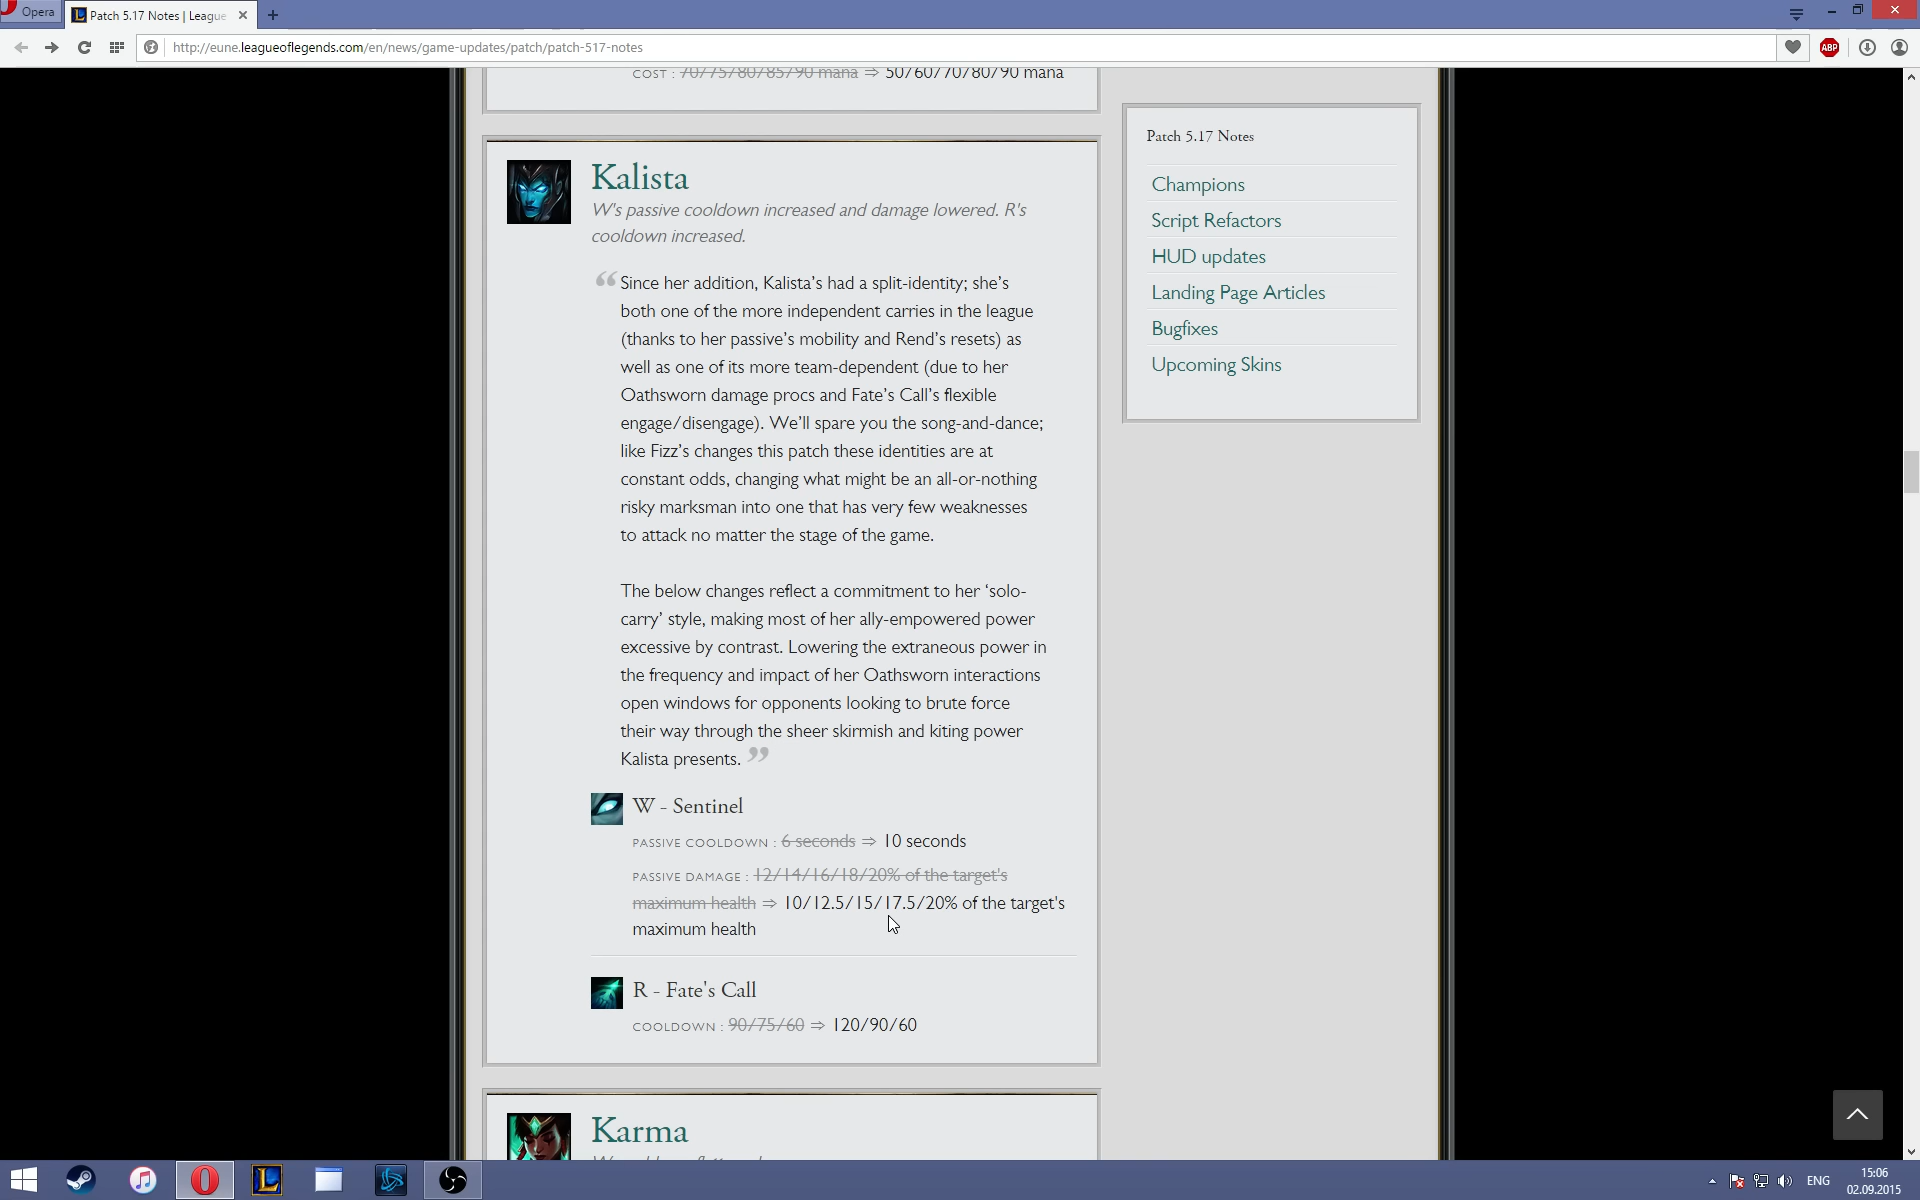 Opera
Patch 5.17 Notes | League
http://eune.leagueoflegends.com/en/news/game-updates/patch/patch-517-notes
ABP
COST : 70/75/80/85/90 mana ⇒ 50/60/70/80/90 mana
Kalista
W's passive cooldown increased and damage lowered. R's
cooldown increased.
“ Since her addition, Kalista’s had a split-identity; she’s
both one of the more independent carries in the league
(thanks to her passive’s mobility and Rend’s resets) as
well as one of its more team-dependent (due to her
Oathsworn damage procs and Fate’s Call’s flexible
engage/disengage). We’ll spare you the song-and-dance;
like Fizz’s changes this patch these identities are at
constant odds, changing what might be an all-or-nothing
risky marksman into one that has very few weaknesses
to attack no matter the stage of the game.
The below changes reflect a commitment to her ‘solo-
carry’ style, making most of her ally-empowered power
excessive by contrast. Lowering the extraneous power in
the frequency and impact of her Oathsworn interactions
open windows for opponents looking to brute force
their way through the sheer skirmish and kiting power
Kalista presents. ”
W - Sentinel
PASSIVE COOLDOWN : 6 seconds ⇒ 10 seconds
PASSIVE DAMAGE : 12/14/16/18/20% of the target's
maximum health ⇒ 10/12.5/15/17.5/20% of the target's
maximum health
R - Fate's Call
COOLDOWN : 90/75/60 ⇒ 120/90/60
Karma
Patch 5.17 Notes
Champions
Script Refactors
HUD updates
Landing Page Articles
Bugfixes
Upcoming Skins
ENG
15:06
02.09.2015